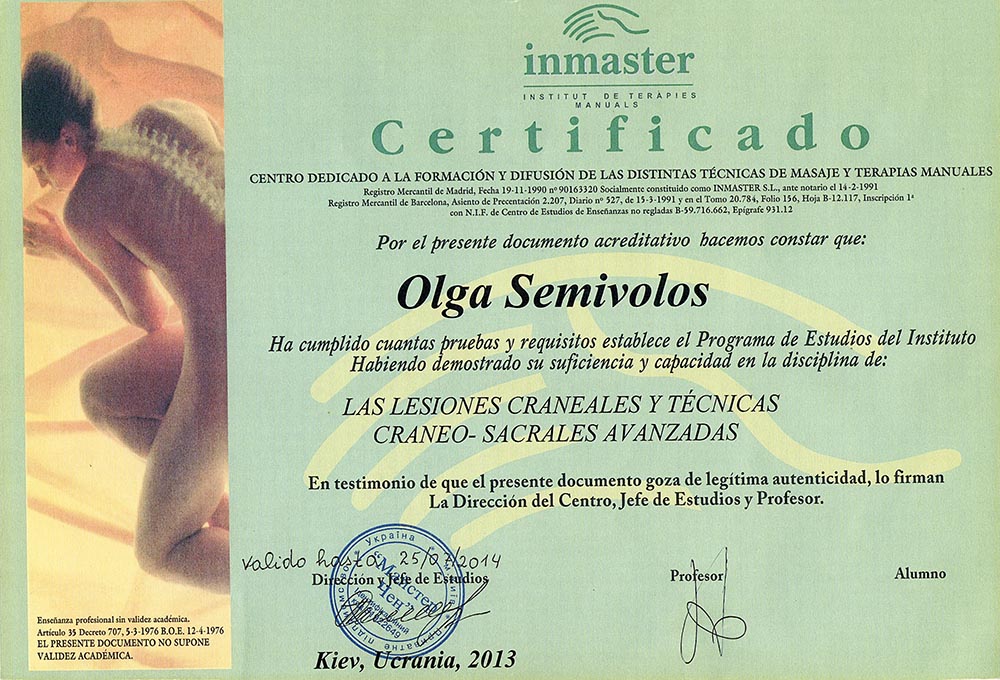 inmaster
INSTITUT DE TERÀPIES
MANUALS
Certificado
CENTRO DEDICADO A LA FORMACIÓN Y DIFUSIÓN DE LAS DISTINTAS TÉCNICAS DE MASAJE Y TERAPIAS MANUALES
Registro Mercantil de Madrid, Fecha 19-11-1990 nº 90163320 Socialmente constituido como INMASTER S.L., ante notario el 14-2-1991
Registro Mercantil de Barcelona, Asiento de Precentación 2.207, Diario nº 527, de 15-3-1991 y en el Tomo 20.784, Folio 156, Hoja B-12.117, Inscripción 1ª
con N.I.F. de Centro de Estudios de Enseñanzas no regladas B-59.716.662, Epígrafe 931.12
Por el presente documento acreditativo hacemos constar que:
Olga Semivolos
Ha cumplido cuantas pruebas y requisitos establece el Programa de Estudios del Instituto
Habiendo demostrado su suficiencia y capacidad en la disciplina de:
LAS LESIONES CRANEALES Y TÉCNICAS
CRANEO- SACRALES AVANZADAS
En testimonio de que el presente documento goza de legítima autenticidad, lo firman
La Dirección del Centro, Jefe de Estudios y Profesor.
valido hasta 25/07/2014
Dirección y Jefe de Estudios
Profesor
Alumno
Україна
"Майстер
Чен"
Kiev, Ucrania, 2013
Enseñanza profesional sin validez académica.
Artículo 35 Decreto 707, 5-3-1976 B.O.E. 12-4-1976
EL PRESENTE DOCUMENTO NO SUPONE
VALIDEZ ACADÉMICA.